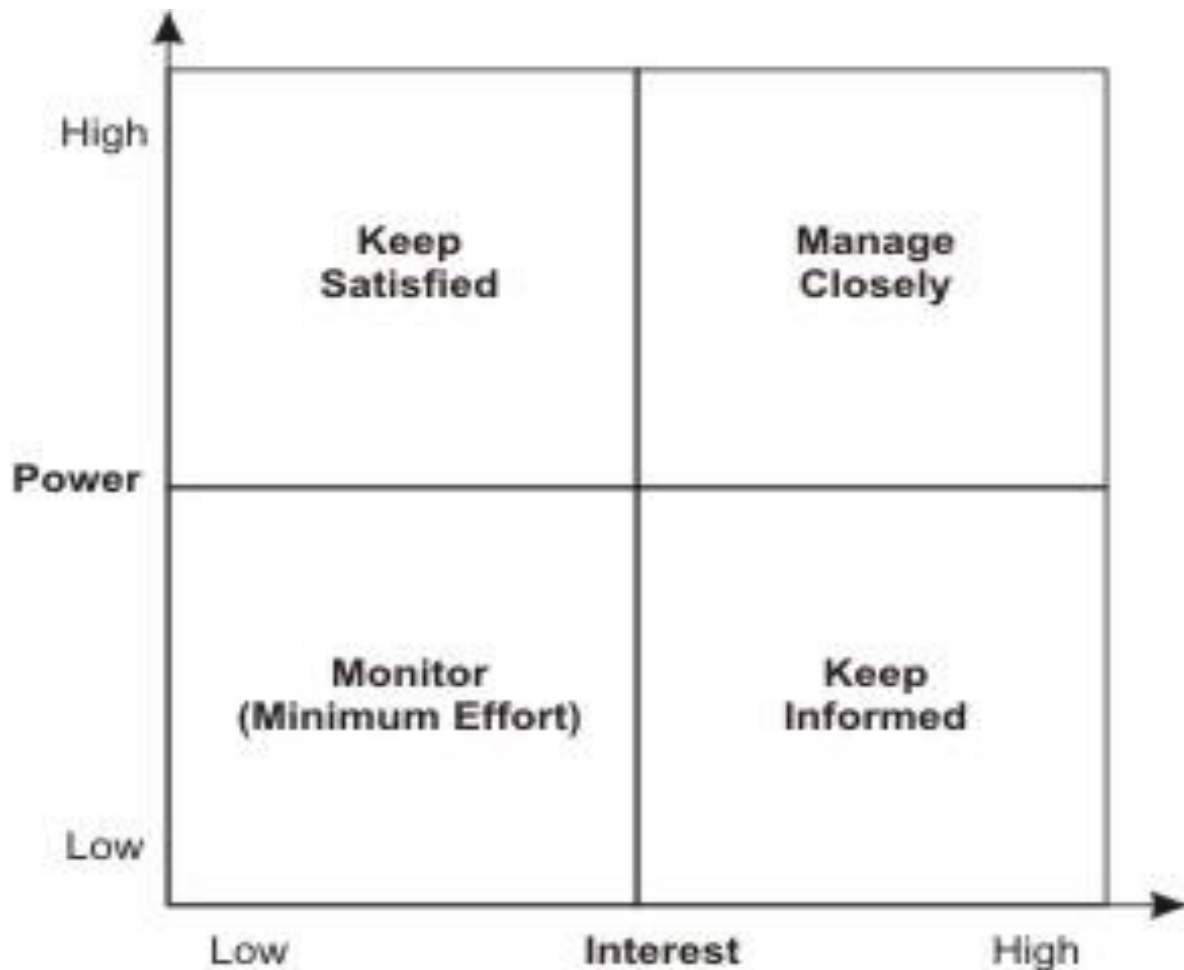 High
Keep
Satisfied
Manage
Closely
Power
Monitor
(Minimum Effort)
Keep
Informed
Low
Low
Interest
High